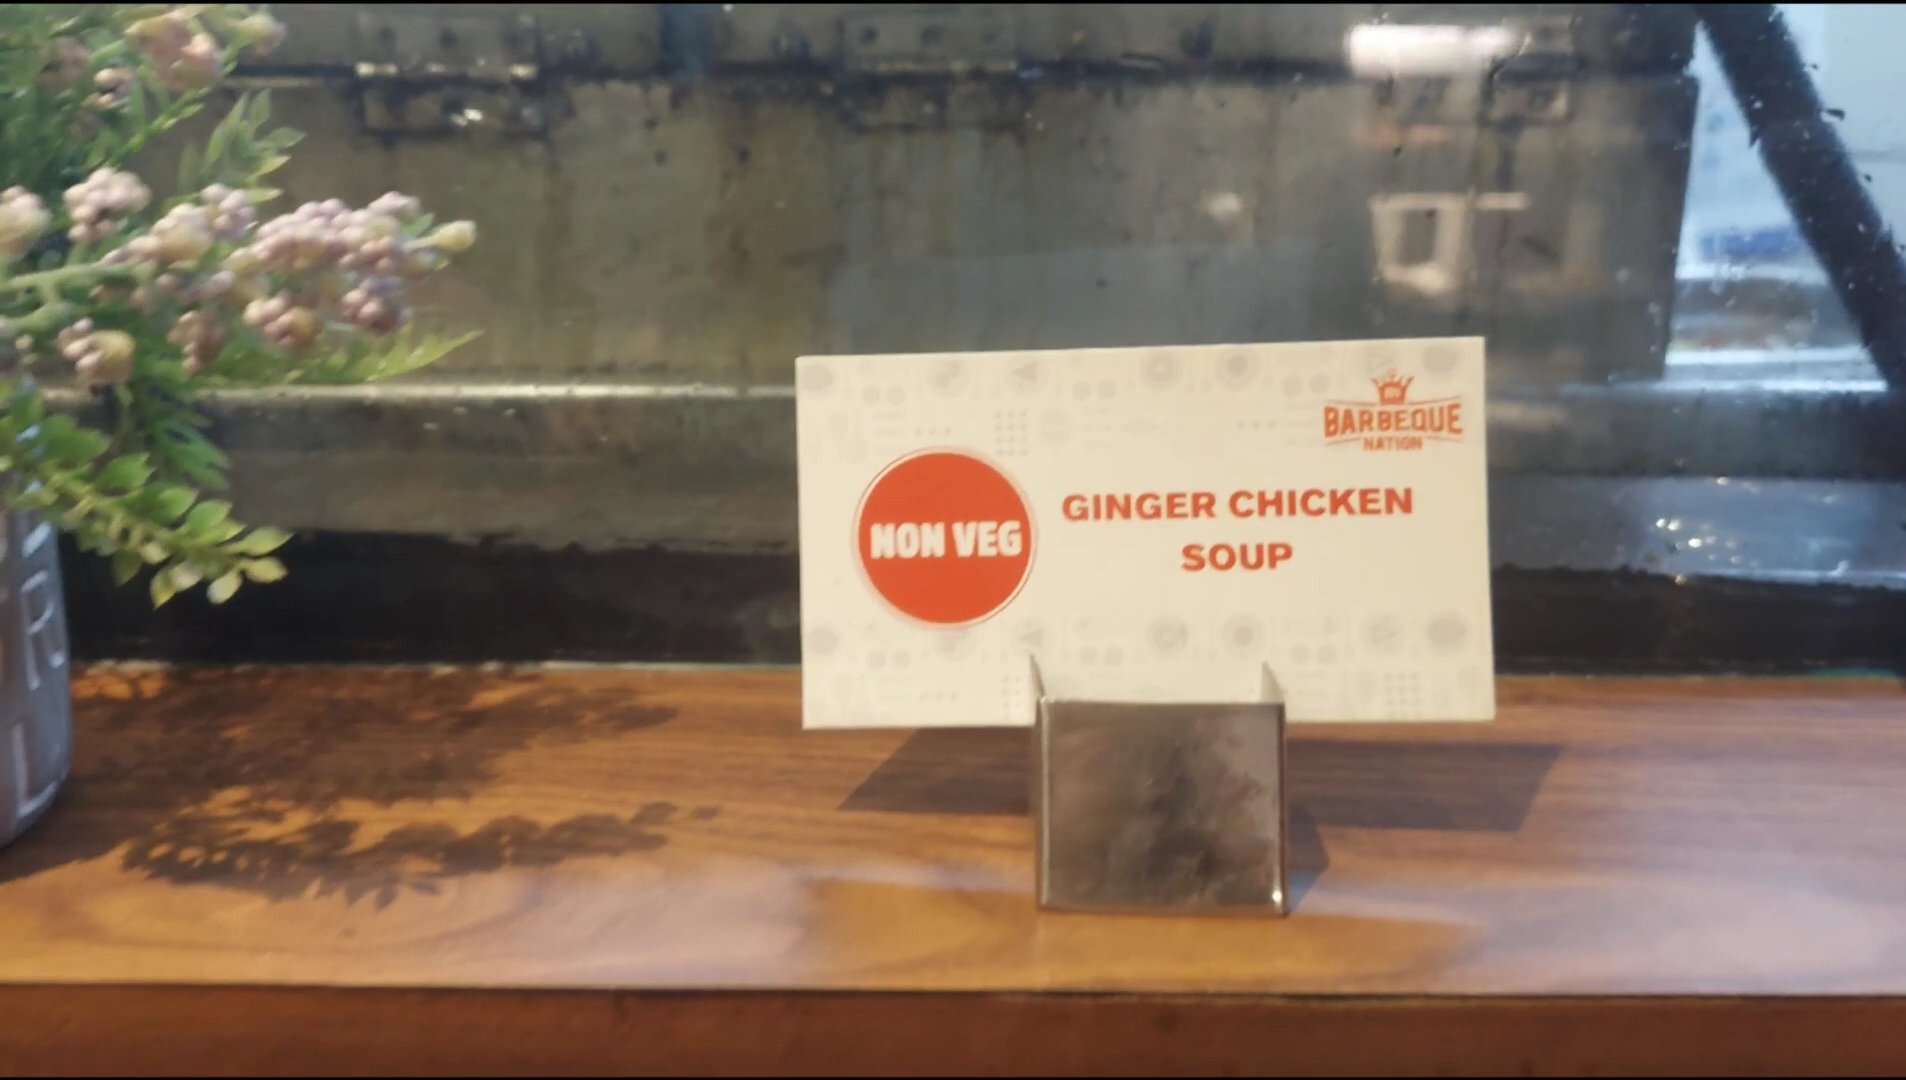 BARBEQUE
NATION
NON VEG
GINGER CHICKEN
SOUP